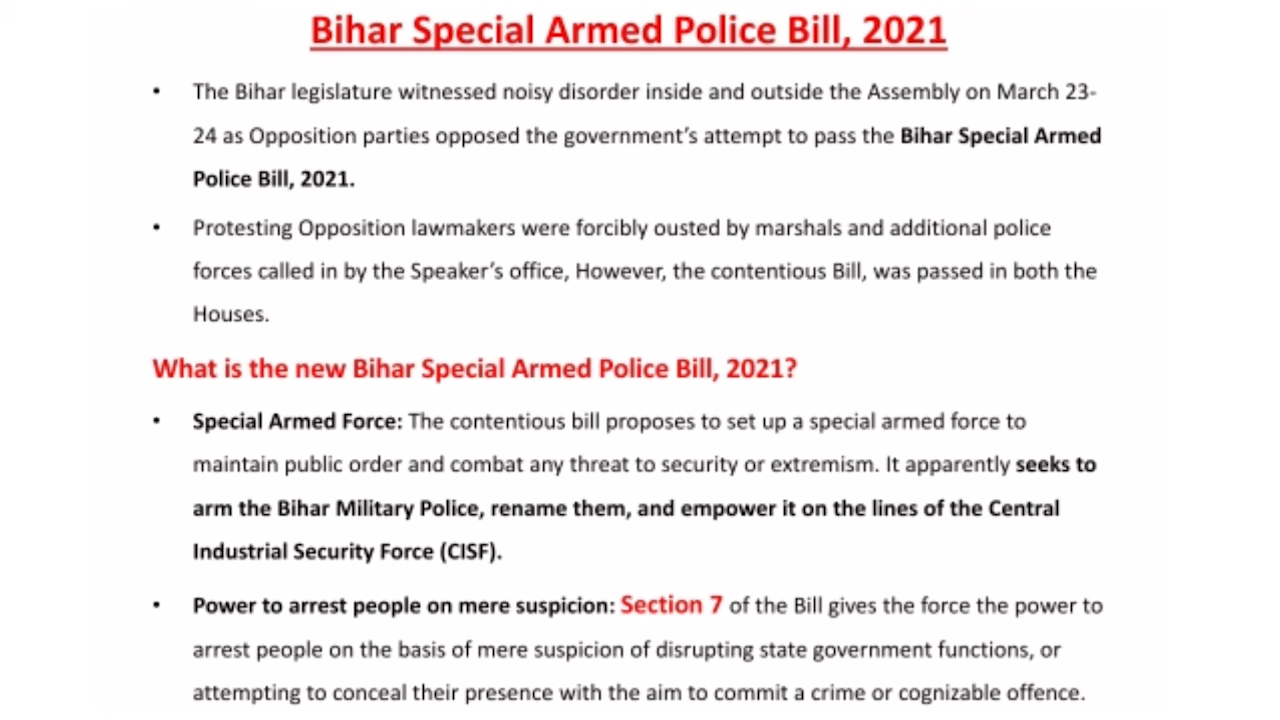 Bihar Special Armed Police Bill, 2021
• The Bihar legislature witnessed noisy disorder inside and outside the Assembly on March 23-
24 as Opposition parties opposed the government's attempt to pass the Bihar Special Armed
Police Bill, 2021.
• Protesting Opposition lawmakers were forcibly ousted by marshals and additional police
forces called in by the Speaker's office, However, the contentious Bill, was passed in both the
Houses.
What is the new Bihar Special Armed Police Bill, 2021?
• Special Armed Force: The contentious bill proposes to set up a special armed force to
maintain public order and combat any threat to security or extremism. It apparently seeks to
arm the Bihar Military Police, rename them, and empower it on the lines of the Central
Industrial Security Force (CISF).
• Power to arrest people on mere suspicion: Section 7 of the Bill gives the force the power to
arrest people on the basis of mere suspicion of disrupting state government functions, or
attempting to conceal their presence with the aim to commit a crime or cognizable offence.